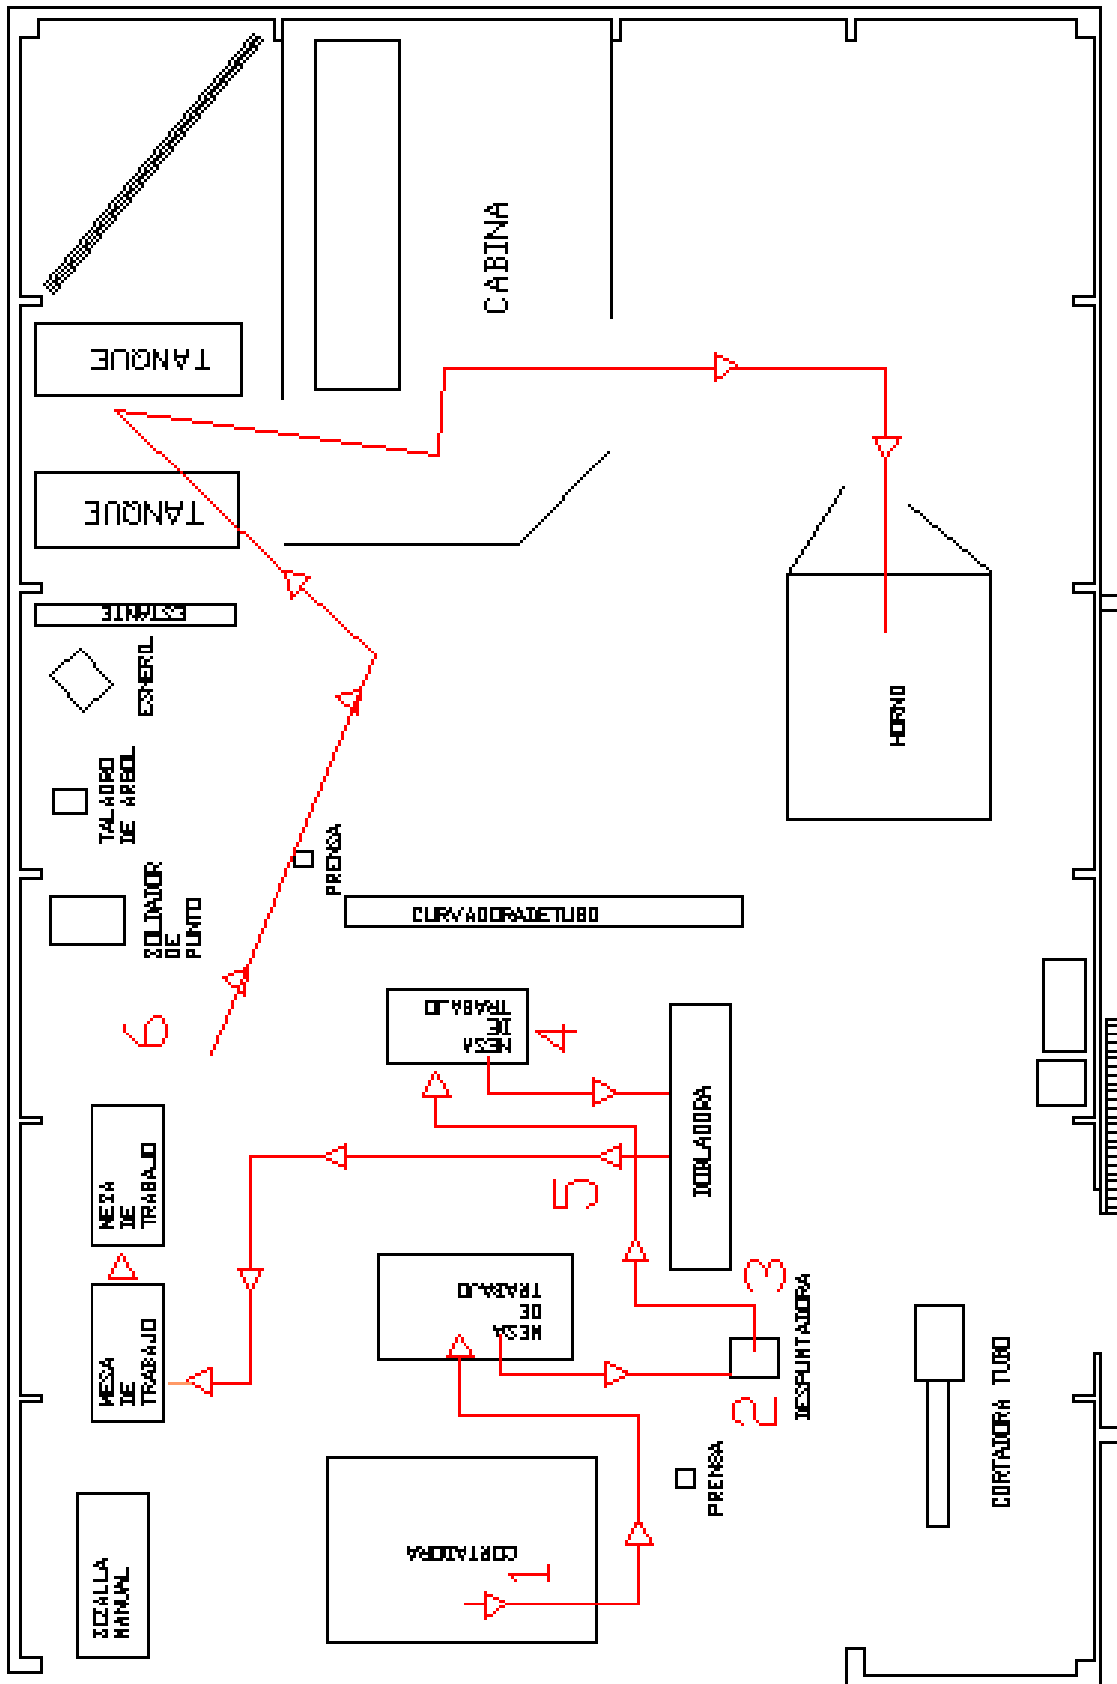 CABINA
TANQUE
TANQUE
ESTANTE
ESMERIL
TALADRO
DE ARBOL
PRENSA
SOLDADOR
DE
PUNTO
CURVADORA DE TUBO
6
MESA
DE
TRABAJO
4
HORNO
DOBLADORA
5
MESA
DE
TRABAJO
MESA
DE
TRABAJO
MESA
DE
TRABAJO
3
2
DESPUNTADORA
PRENSA
CORTADORA TUBO
CORTADORA
1
MANUAL